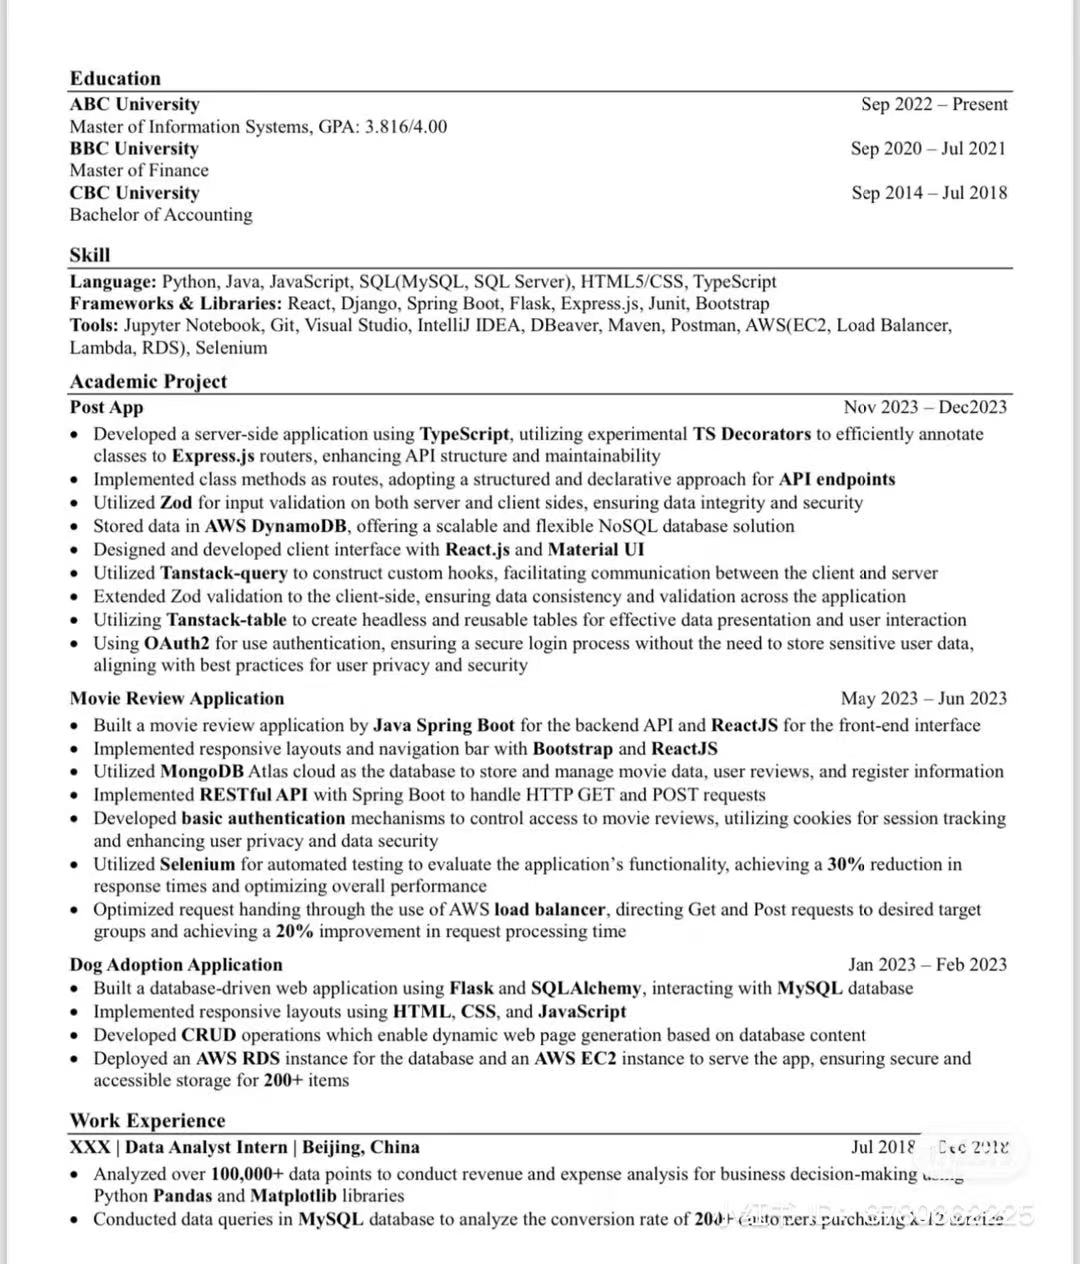 Education
ABC University Sep 2022 – Present
Master of Information Systems, GPA: 3.816/4.00
BBC University Sep 2020 – Jul 2021
Master of Finance
CBC University Sep 2014 – Jul 2018
Bachelor of Accounting
Skill
Language: Python, Java, JavaScript, SQL(MySQL, SQL Server), HTML5/CSS, TypeScript
Frameworks & Libraries: React, Django, Spring Boot, Flask, Express.js, Junit, Bootstrap
Tools: Jupyter Notebook, Git, Visual Studio, IntelliJ IDEA, DBeaver, Maven, Postman, AWS(EC2, Load Balancer,
Lambda, RDS), Selenium
Academic Project
Post App Nov 2023 – Dec2023
• Developed a server-side application using TypeScript, utilizing experimental TS Decorators to efficiently annotate
classes to Express.js routers, enhancing API structure and maintainability
• Implemented class methods as routes, adopting a structured and declarative approach for API endpoints
• Utilized Zod for input validation on both server and client sides, ensuring data integrity and security
• Stored data in AWS DynamoDB, offering a scalable and flexible NoSQL database solution
• Designed and developed client interface with React.js and Material UI
• Utilized Tanstack-query to construct custom hooks, facilitating communication between the client and server
• Extended Zod validation to the client-side, ensuring data consistency and validation across the application
• Utilizing Tanstack-table to create headless and reusable tables for effective data presentation and user interaction
• Using OAuth2 for use authentication, ensuring a secure login process without the need to store sensitive user data,
aligning with best practices for user privacy and security
Movie Review Application May 2023 – Jun 2023
• Built a movie review application by Java Spring Boot for the backend API and ReactJS for the front-end interface
• Implemented responsive layouts and navigation bar with Bootstrap and ReactJS
• Utilized MongoDB Atlas cloud as the database to store and manage movie data, user reviews, and register information
• Implemented RESTful API with Spring Boot to handle HTTP GET and POST requests
• Developed basic authentication mechanisms to control access to movie reviews, utilizing cookies for session tracking
and enhancing user privacy and data security
• Utilized Selenium for automated testing to evaluate the application's functionality, achieving a 30% reduction in
response times and optimizing overall performance
• Optimized request handing through the use of AWS load balancer, directing Get and Post requests to desired target
groups and achieving a 20% improvement in request processing time
Dog Adoption Application Jan 2023 – Feb 2023
• Built a database-driven web application using Flask and SQLAlchemy, interacting with MySQL database
• Implemented responsive layouts using HTML, CSS, and JavaScript
• Developed CRUD operations which enable dynamic web page generation based on database content
• Deployed an AWS RDS instance for the database and an AWS EC2 instance to serve the app, ensuring secure and
accessible storage for 200+ items
Work Experience
XXX | Data Analyst Intern | Beijing, China Jul 2018 – Dec 2018
• Analyzed over 100,000+ data points to conduct revenue and expense analysis for business decision-making using
Python Pandas and Matplotlib libraries
• Conducted data queries in MySQL database to analyze the conversion rate of 200+ customers purchasing k-12 service